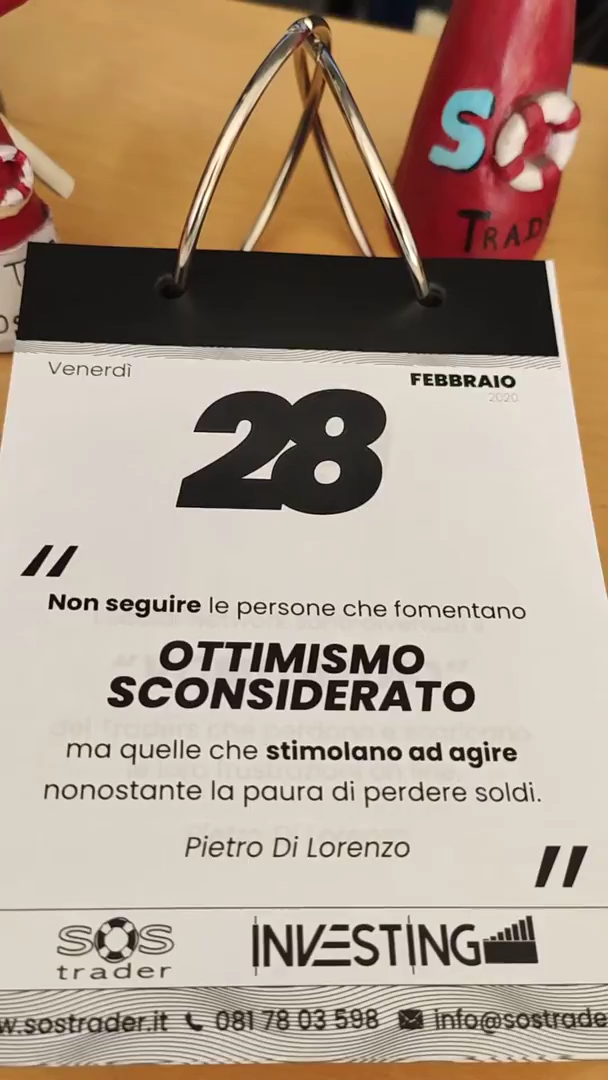 SO
TRAD
Venerdì
FEBBRAIO
2020
28
"
Non seguire le persone che fomentano
OTTIMISMO
SCONSIDERATO
ma quelle che stimolano ad agire
nonostante la paura di perdere soldi.
Pietro Di Lorenzo
"
SOS
trader
INVESTING
w.sostrader.it 081 78 03 598 info@sostrade